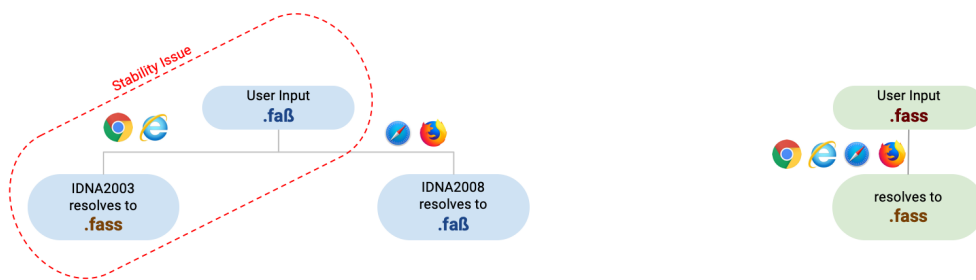 Stability Issue
User Input
.faß
IDNA2003
resolves to
.fass
IDNA2008
resolves to
.faß
User Input
.fass
resolves to
.fass